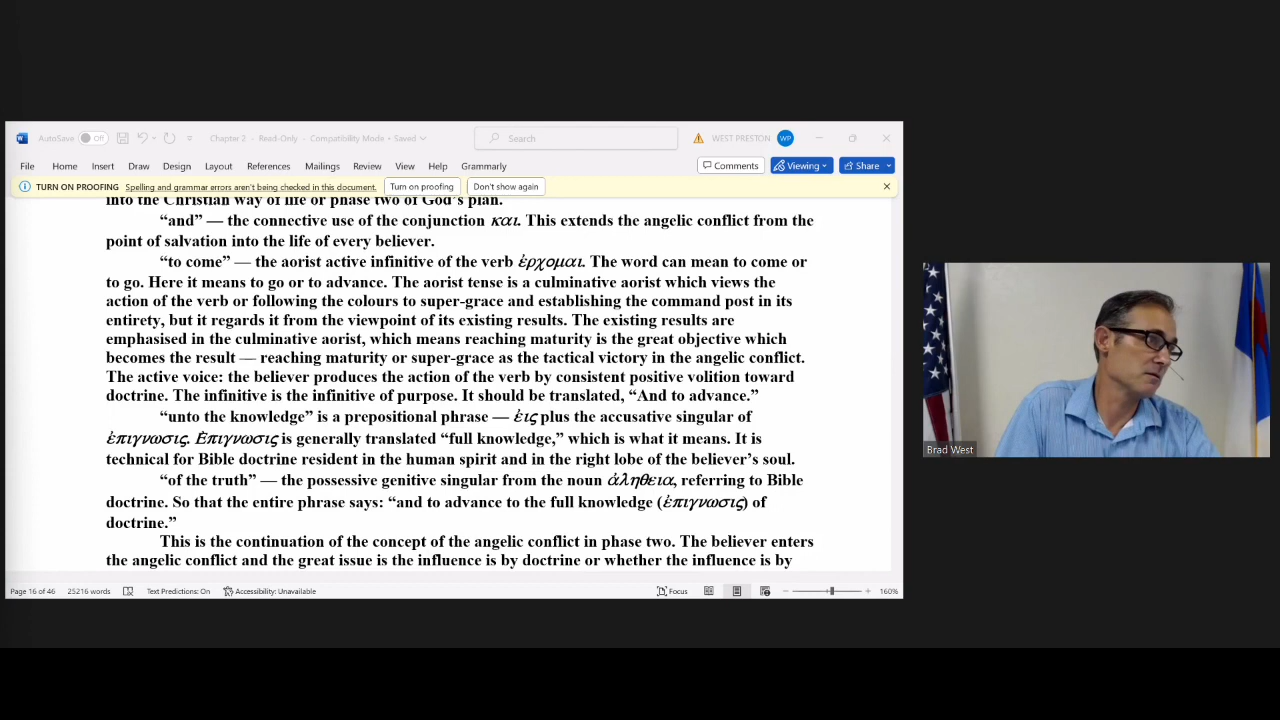 AutoSave Off Chapter 2 - Read-Only - Compatibility Mode • Saved Search WEST PRESTON WP
File Home Insert Draw Design Layout References Mailings Review View Help Grammarly Comments Viewing Share
TURN ON PROOFING Spelling and grammar errors aren't being checked in this document. Turn on proofing Don't show again
into the Christian way of life or phase two of God's plan.
“and” — the connective use of the conjunction και. This extends the angelic conflict from the
point of salvation into the life of every believer.
“to come” — the aorist active infinitive of the verb ἐρχομαι. The word can mean to come or
to go. Here it means to go or to advance. The aorist tense is a culminative aorist which views the
action of the verb or following the colours to super-grace and establishing the command post in its
entirety, but it regards it from the viewpoint of its existing results. The existing results are
emphasised in the culminative aorist, which means reaching maturity is the great objective which
becomes the result — reaching maturity or super-grace as the tactical victory in the angelic conflict.
The active voice: the believer produces the action of the verb by consistent positive volition toward
doctrine. The infinitive is the infinitive of purpose. It should be translated, “And to advance.”
“unto the knowledge” is a prepositional phrase — ἐις plus the accusative singular of
ἐπιγνωσις. Ἐπιγνωσις is generally translated “full knowledge,” which is what it means. It is
technical for Bible doctrine resident in the human spirit and in the right lobe of the believer's soul.
“of the truth” — the possessive genitive singular from the noun ἀληθεια, referring to Bible
doctrine. So that the entire phrase says: “and to advance to the full knowledge (ἐπιγνωσις) of
doctrine.”
This is the continuation of the concept of the angelic conflict in phase two. The believer enters
the angelic conflict and the great issue is the influence is by doctrine or whether the influence is by
Page 16 of 46 25216 words Text Predictions: On Accessibility: Unavailable Focus 160%
Brad West